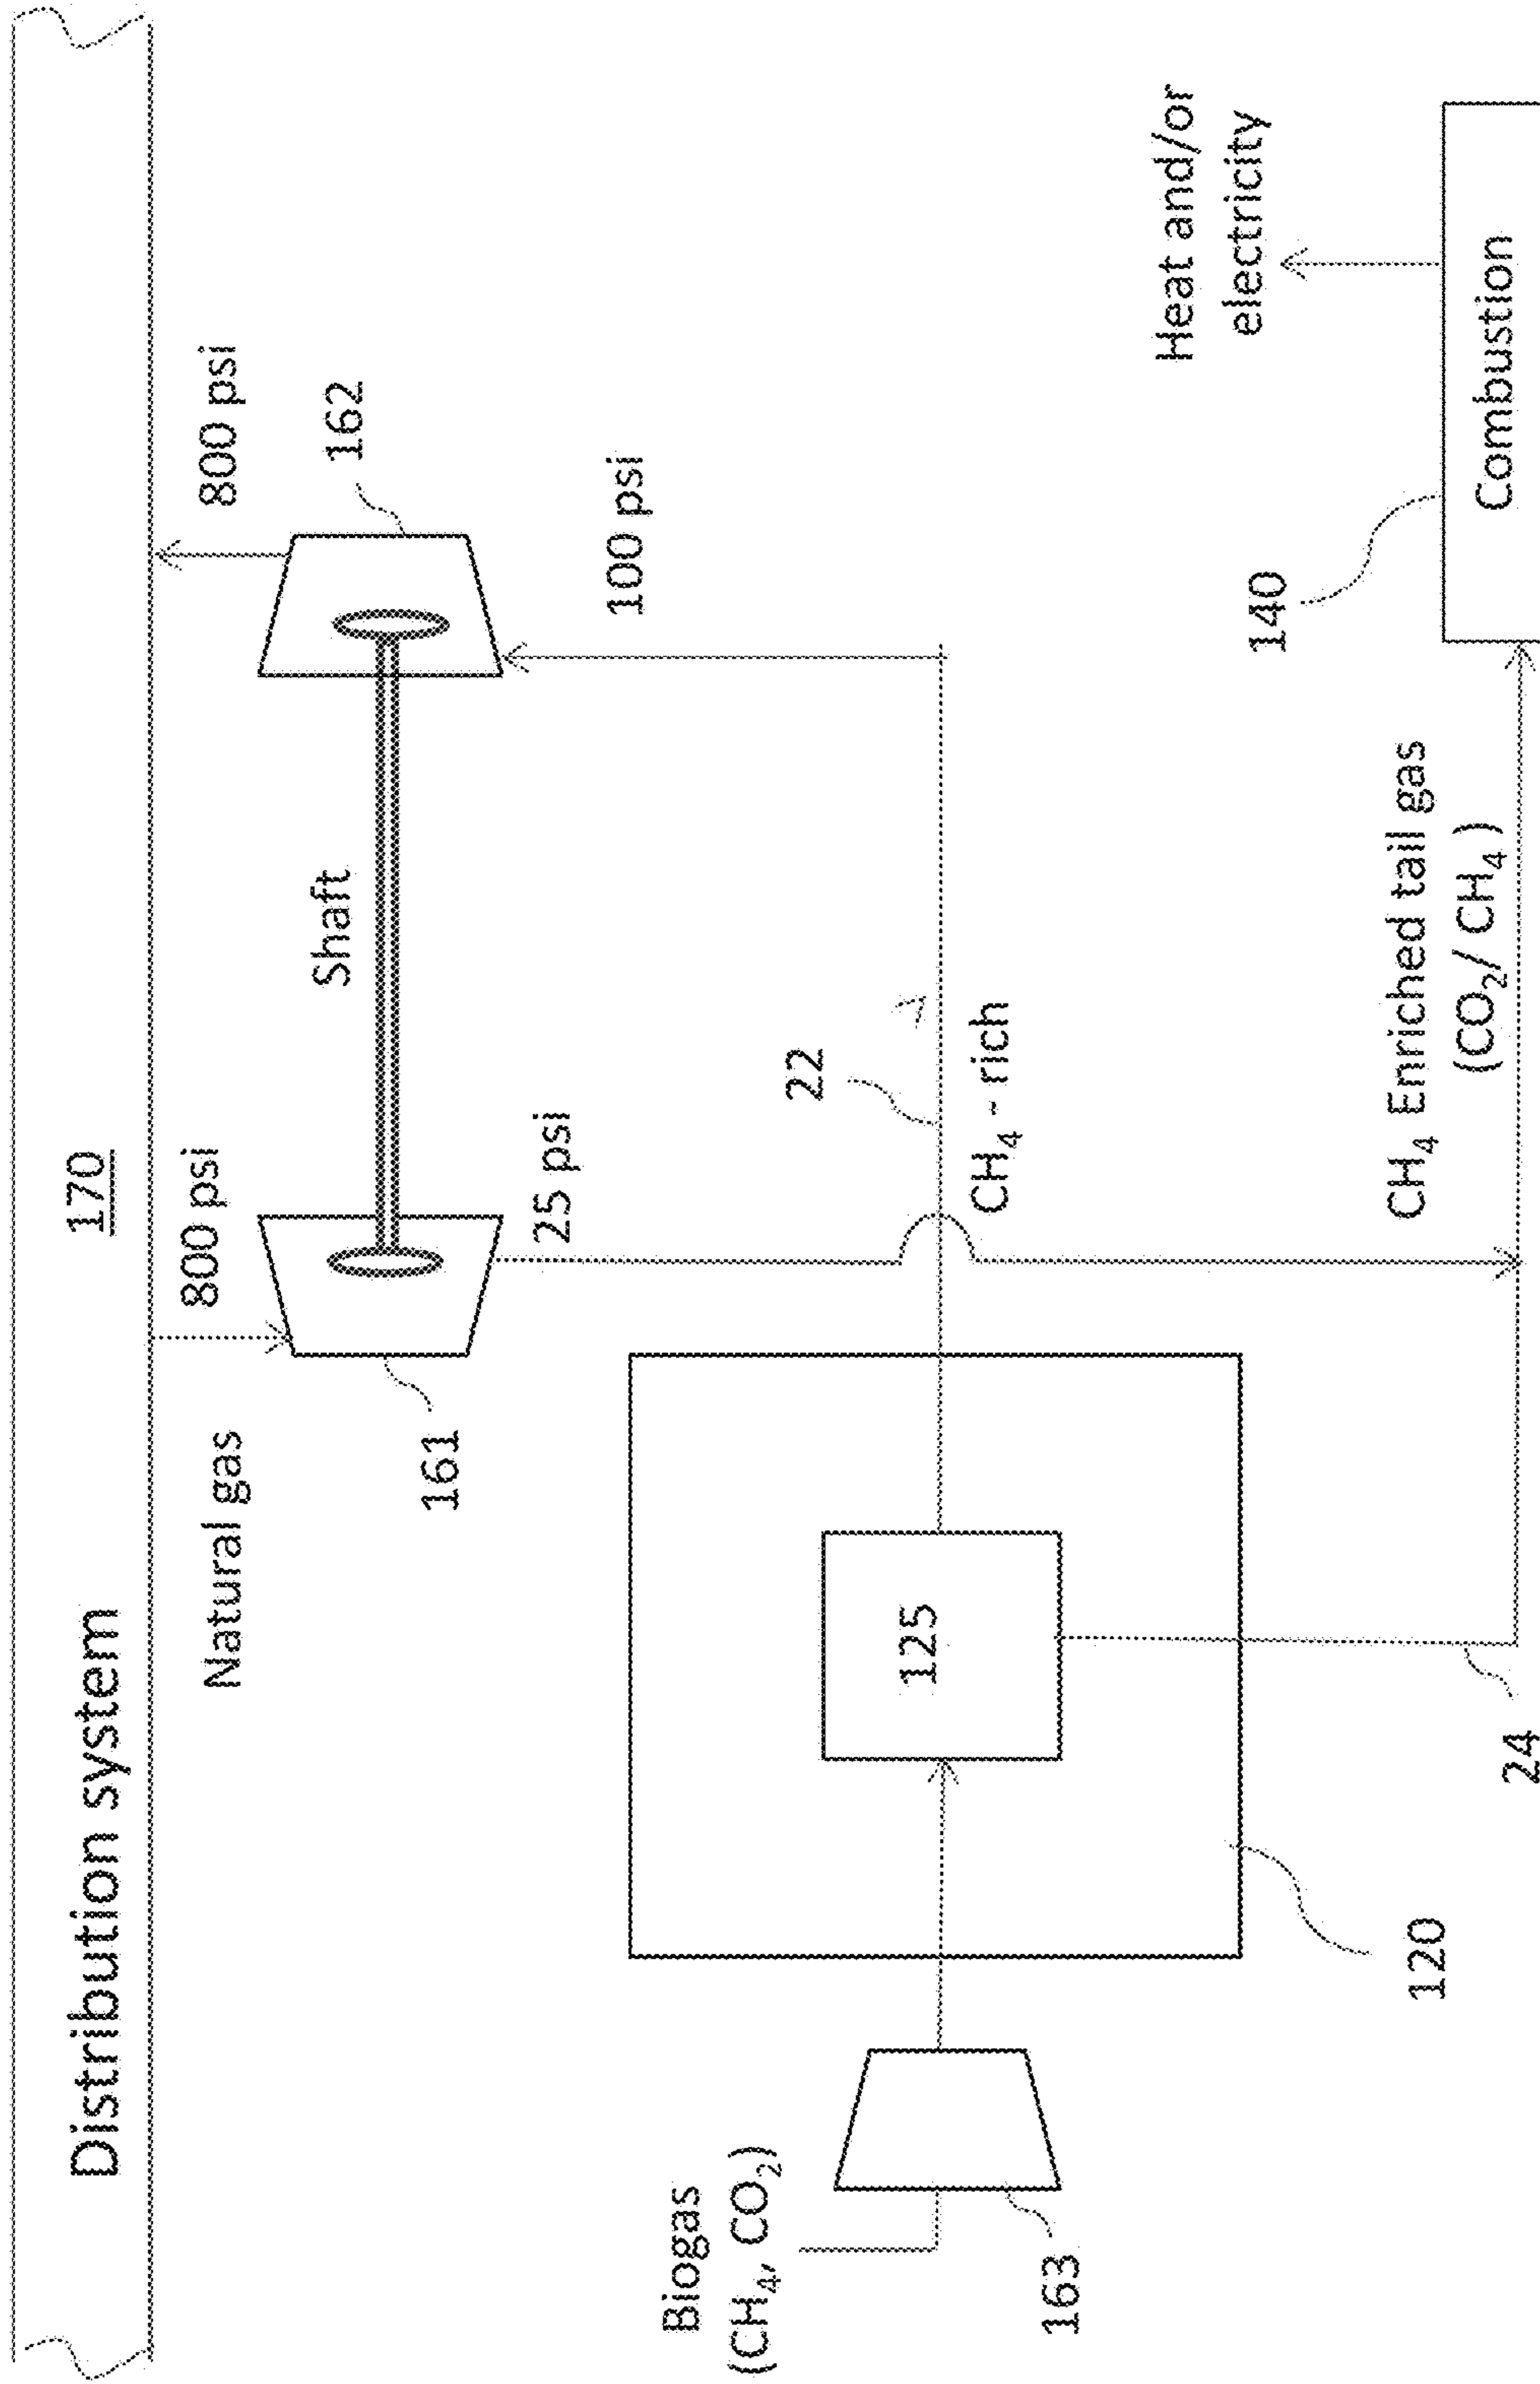 Distribution system
170
Natural gas
800 psi
800 psi
161
Shaft
162
25 psi
100 psi
Biogas
(CH₄, CO₂)
163
125
22
CH₄ - rich
120
24
CH₄ Enriched tail gas
(CO₂/ CH₄ )
140
Heat and/or
electricity
Combustion